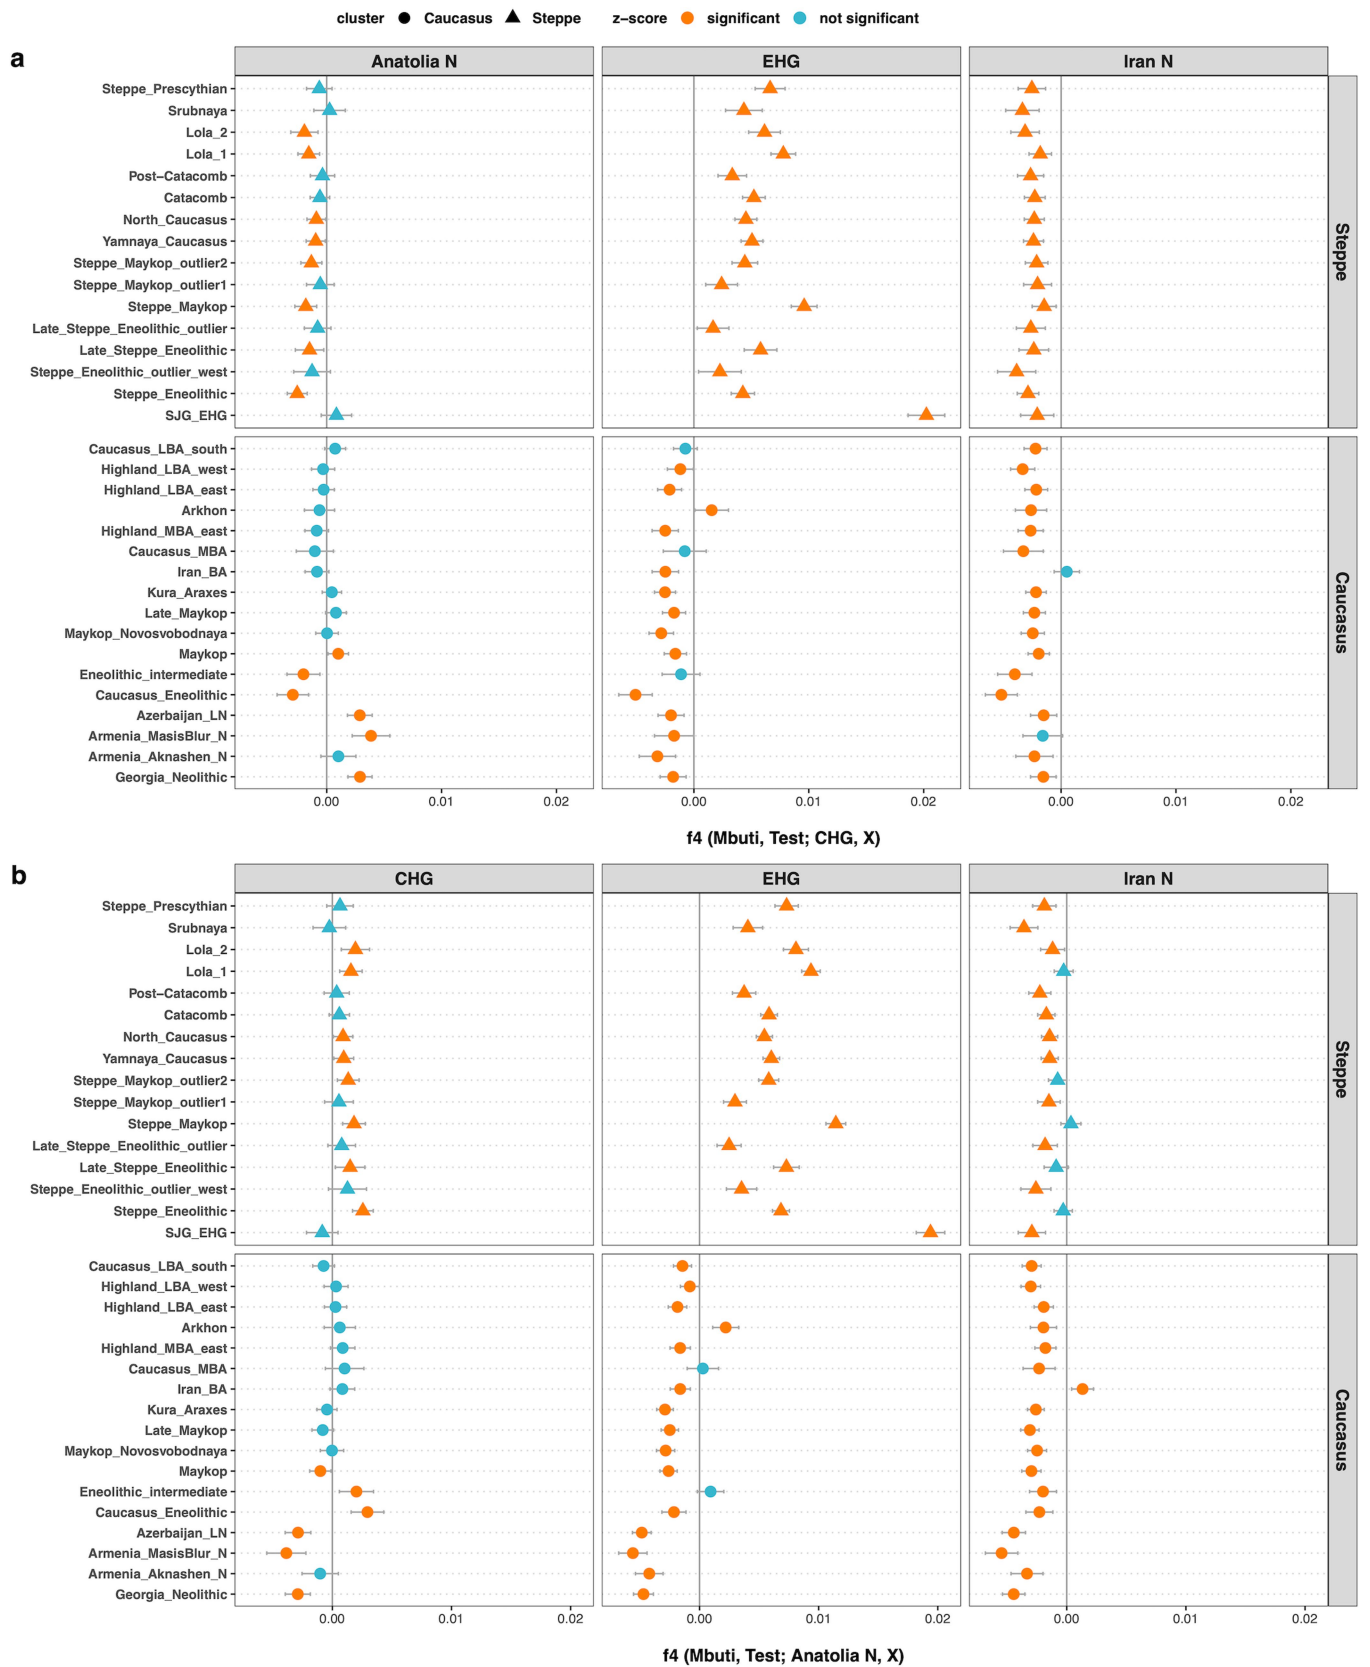 cluster Caucasus Steppe z−score significant not significant
a
Anatolia N EHG Iran N
Steppe_Prescythian
Srubnaya
Lola_2
Lola_1
Post−Catacomb
Catacomb
North_Caucasus
Yamnaya_Caucasus
Steppe_Maykop_outlier2
Steppe_Maykop_outlier1
Steppe_Maykop
Late_Steppe_Eneolithic_outlier
Late_Steppe_Eneolithic
Steppe_Eneolithic_outlier_west
Steppe_Eneolithic
SJG_EHG
Steppe
Caucasus_LBA_south
Highland_LBA_west
Highland_LBA_east
Arkhon
Highland_MBA_east
Caucasus_MBA
Iran_BA
Kura_Araxes
Late_Maykop
Maykop_Novosvobodnaya
Maykop
Eneolithic_intermediate
Caucasus_Eneolithic
Azerbaijan_LN
Armenia_MasisBlur_N
Armenia_Aknashen_N
Georgia_Neolithic
Caucasus
0.00 0.01 0.02 0.00 0.01 0.02 0.00 0.01 0.02
f4 (Mbuti, Test; CHG, X)
b
CHG EHG Iran N
Steppe_Prescythian
Srubnaya
Lola_2
Lola_1
Post−Catacomb
Catacomb
North_Caucasus
Yamnaya_Caucasus
Steppe_Maykop_outlier2
Steppe_Maykop_outlier1
Steppe_Maykop
Late_Steppe_Eneolithic_outlier
Late_Steppe_Eneolithic
Steppe_Eneolithic_outlier_west
Steppe_Eneolithic
SJG_EHG
Steppe
Caucasus_LBA_south
Highland_LBA_west
Highland_LBA_east
Arkhon
Highland_MBA_east
Caucasus_MBA
Iran_BA
Kura_Araxes
Late_Maykop
Maykop_Novosvobodnaya
Maykop
Eneolithic_intermediate
Caucasus_Eneolithic
Azerbaijan_LN
Armenia_MasisBlur_N
Armenia_Aknashen_N
Georgia_Neolithic
Caucasus
0.00 0.01 0.02 0.00 0.01 0.02 0.00 0.01 0.02
f4 (Mbuti, Test; Anatolia N, X)